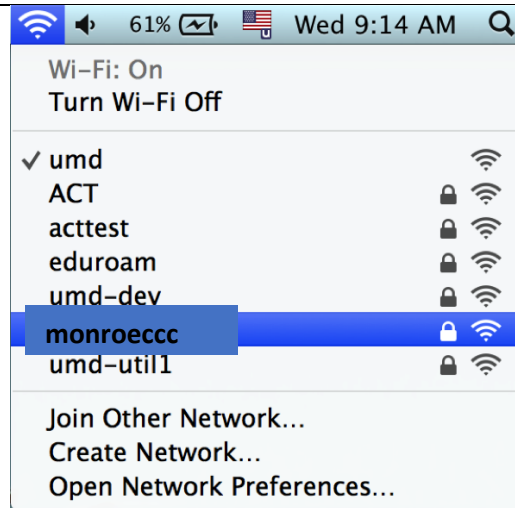 61% Wed 9:14 AM
Wi-Fi: On
Turn Wi-Fi Off
umd
ACT
acttest
eduroam
umd-dev
monroeccc
umd-util1
Join Other Network...
Create Network...
Open Network Preferences...